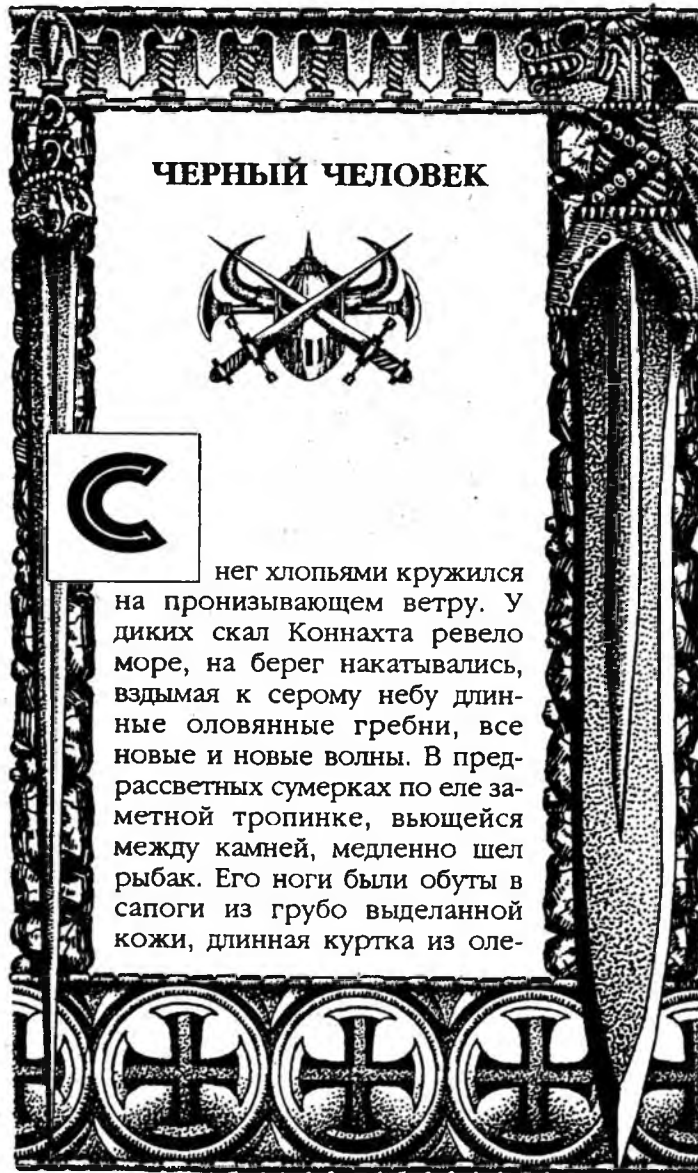 ЧЕРНЫЙ ЧЕЛОВЕК
С
нег хлопьями кружился
на пронизывающем ветру. У
диких скал Коннахта ревело
море, на берег накатывались,
вздымая к серому небу длин-
ные оловянные гребни, все
новые и новые волны. В пред-
рассветных сумерках по еле за-
метной тропинке, вьющейся
между камней, медленно шел
рыбак. Его ноги были обуты в
сапоги из грубо выделанной
кожи, длинная куртка из оле-